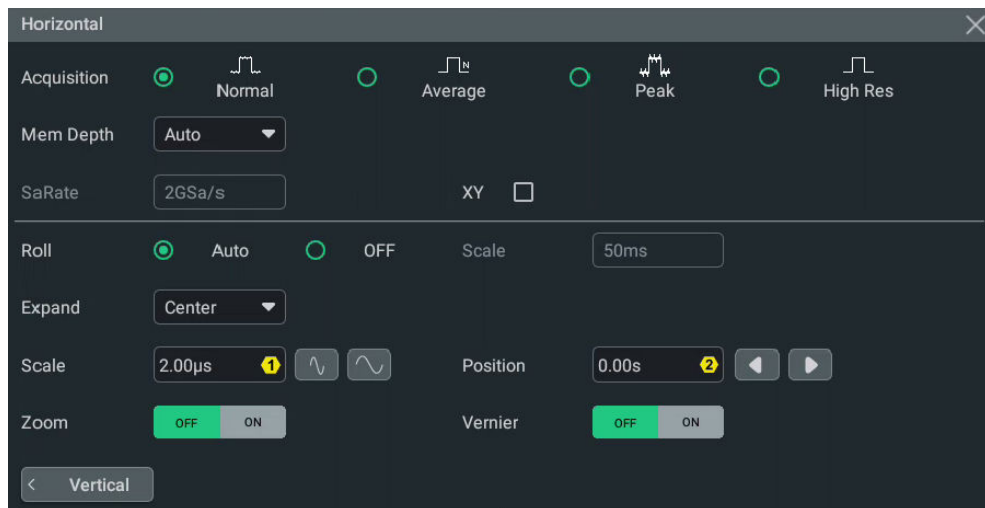 Horizontal
Acquisition Normal N Average Peak High Res
Mem Depth Auto
SaRate 2GSa/s XY
Roll Auto OFF Scale 50ms
Expand Center
Scale 2.00µs 1 Position 0.00s 2
Zoom OFF ON Vernier OFF ON
< Vertical